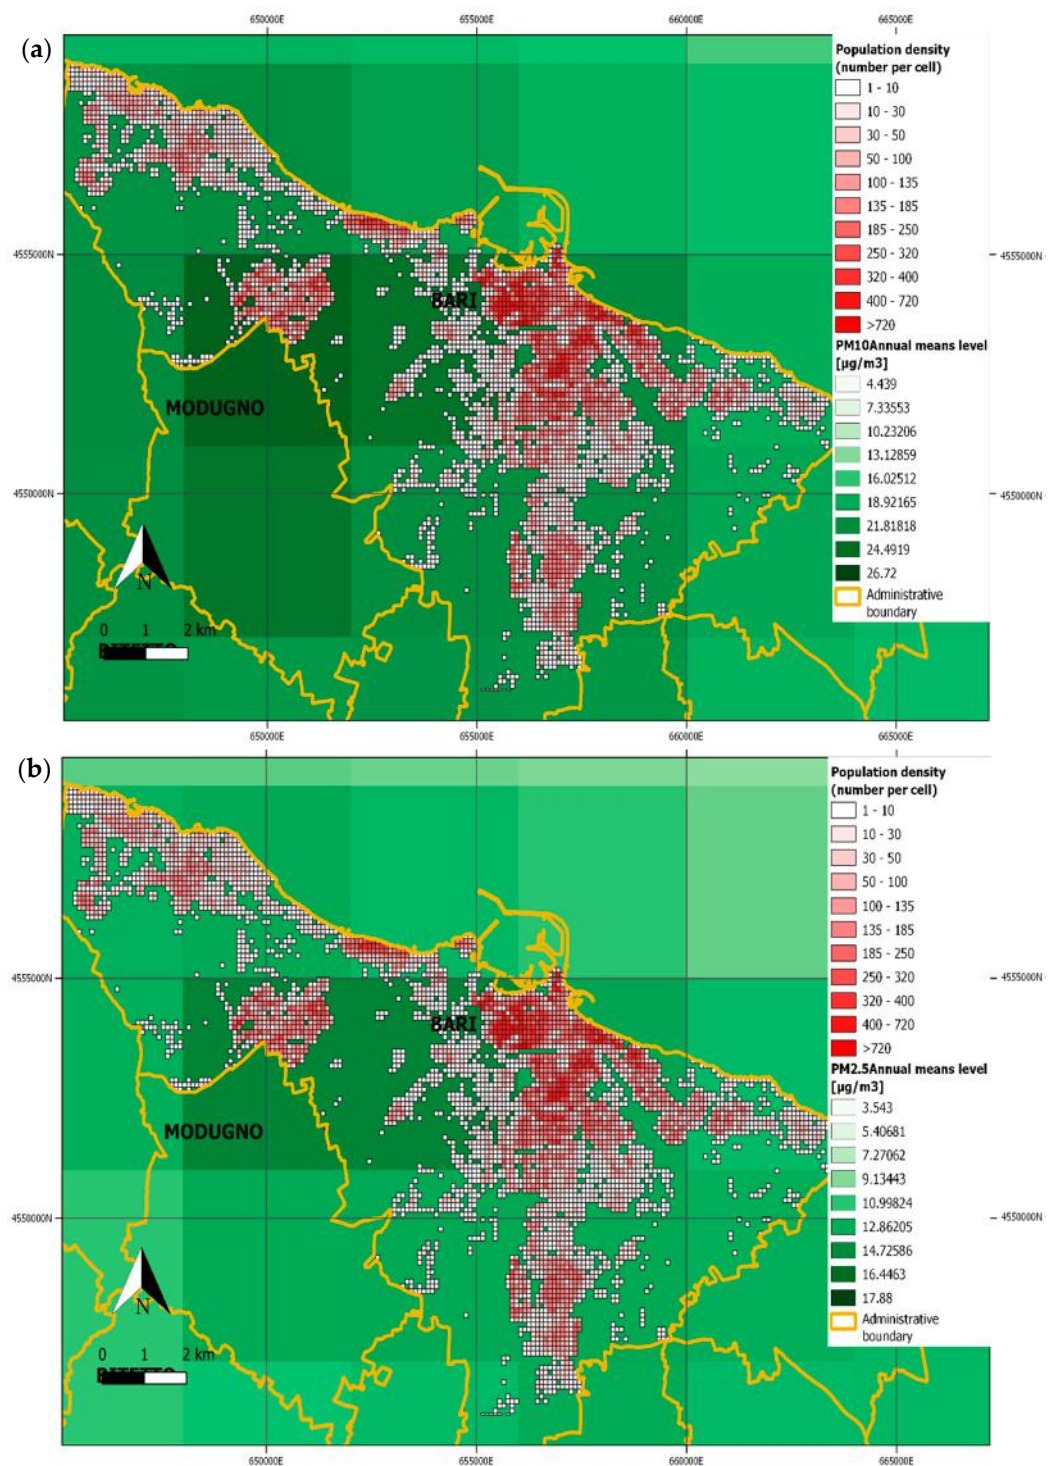 650000E 655000E 660000E 665000E
(a)
Population density
(number per cell)
1 - 10
10 - 30
30 - 50
50 - 100
100 - 135
135 - 185
185 - 250
250 - 320
320 - 400
400 - 720
>720
PM10Annual means level
[µg/m3]
4.439
7.33553
10.23206
13.12859
16.02512
18.92165
21.81818
24.4919
26.72
Administrative
boundary
4555000N 4555000N
BARI
MODUGNO
4550000N 4550000N
N
0 1 2 km
650000E 655000E 660000E 665000E
(b)
Population density
(number per cell)
1 - 10
10 - 30
30 - 50
50 - 100
100 - 135
135 - 185
185 - 250
250 - 320
320 - 400
400 - 720
>720
PM2.5Annual means level
[µg/m3]
3.543
5.40681
7.27062
9.13443
10.99824
12.86205
14.72586
16.4463
17.88
Administrative
boundary
4555000N 4555000N
BARI
MODUGNO
4550000N 4550000N
N
0 1 2 km
650000E 655000E 660000E 665000E